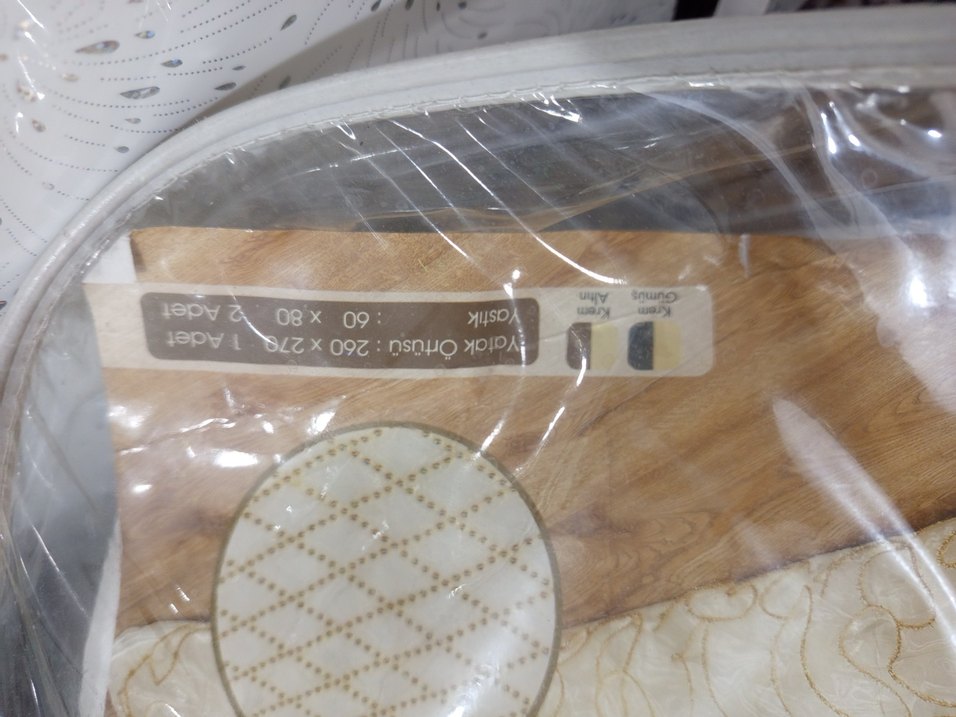 Krem Gümüş
Krem Altın
Yatak Örtüsü : 260 x 270 1 Adet
Yastık : 60 x 80 2 Adet